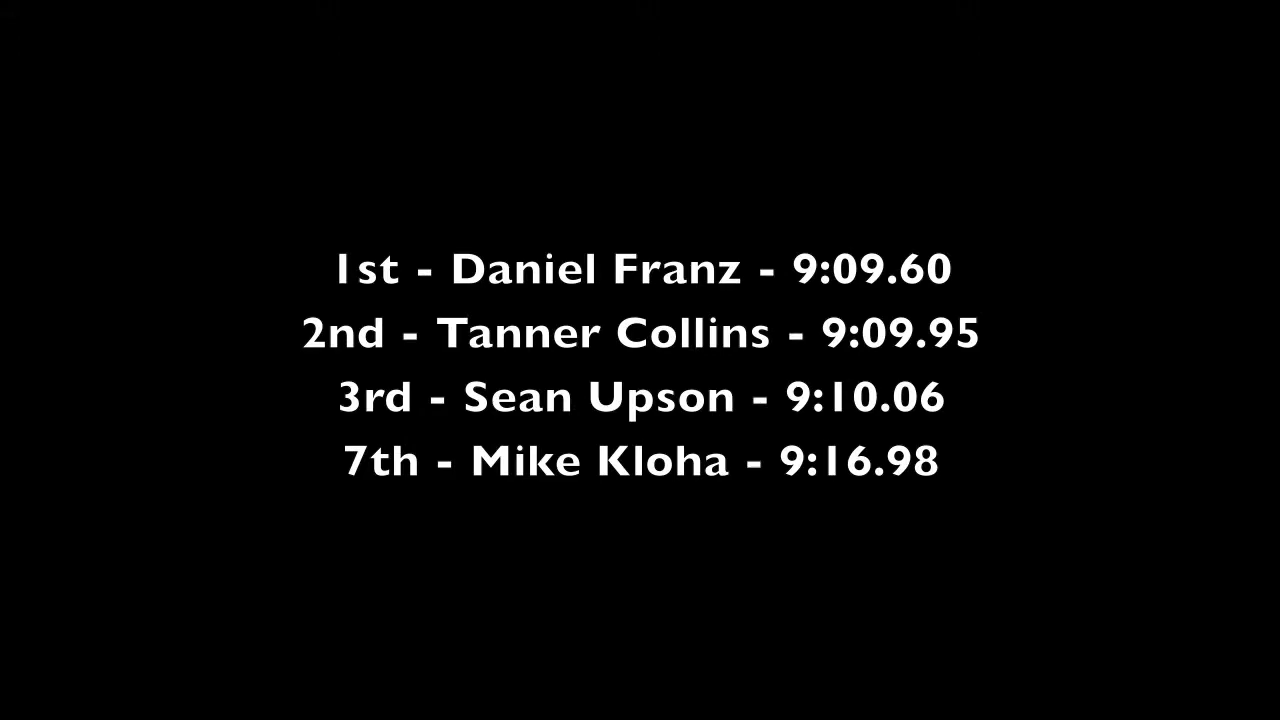 1st - Daniel Franz - 9:09.60
2nd - Tanner Collins - 9:09.95
3rd - Sean Upson - 9:10.06
7th - Mike Kloha - 9:16.98